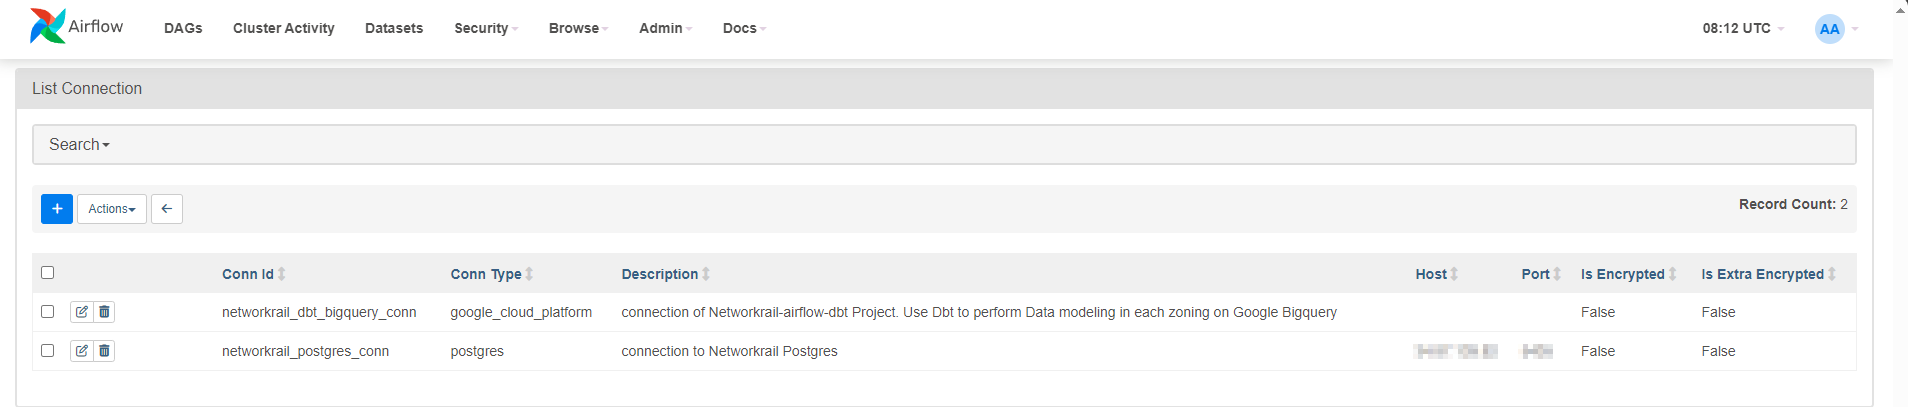 Airflow DAGs Cluster Activity Datasets Security Browse Admin Docs 08:12 UTC AA
List Connection
Search
+ Actions ← Record Count: 2
Conn Id Conn Type Description Host Port Is Encrypted Is Extra Encrypted
networkrail_dbt_bigquery_conn google_cloud_platform connection of Networkrail-airflow-dbt Project. Use Dbt to perform Data modeling in each zoning on Google Bigquery False False
networkrail_postgres_conn postgres connection to Networkrail Postgres False False